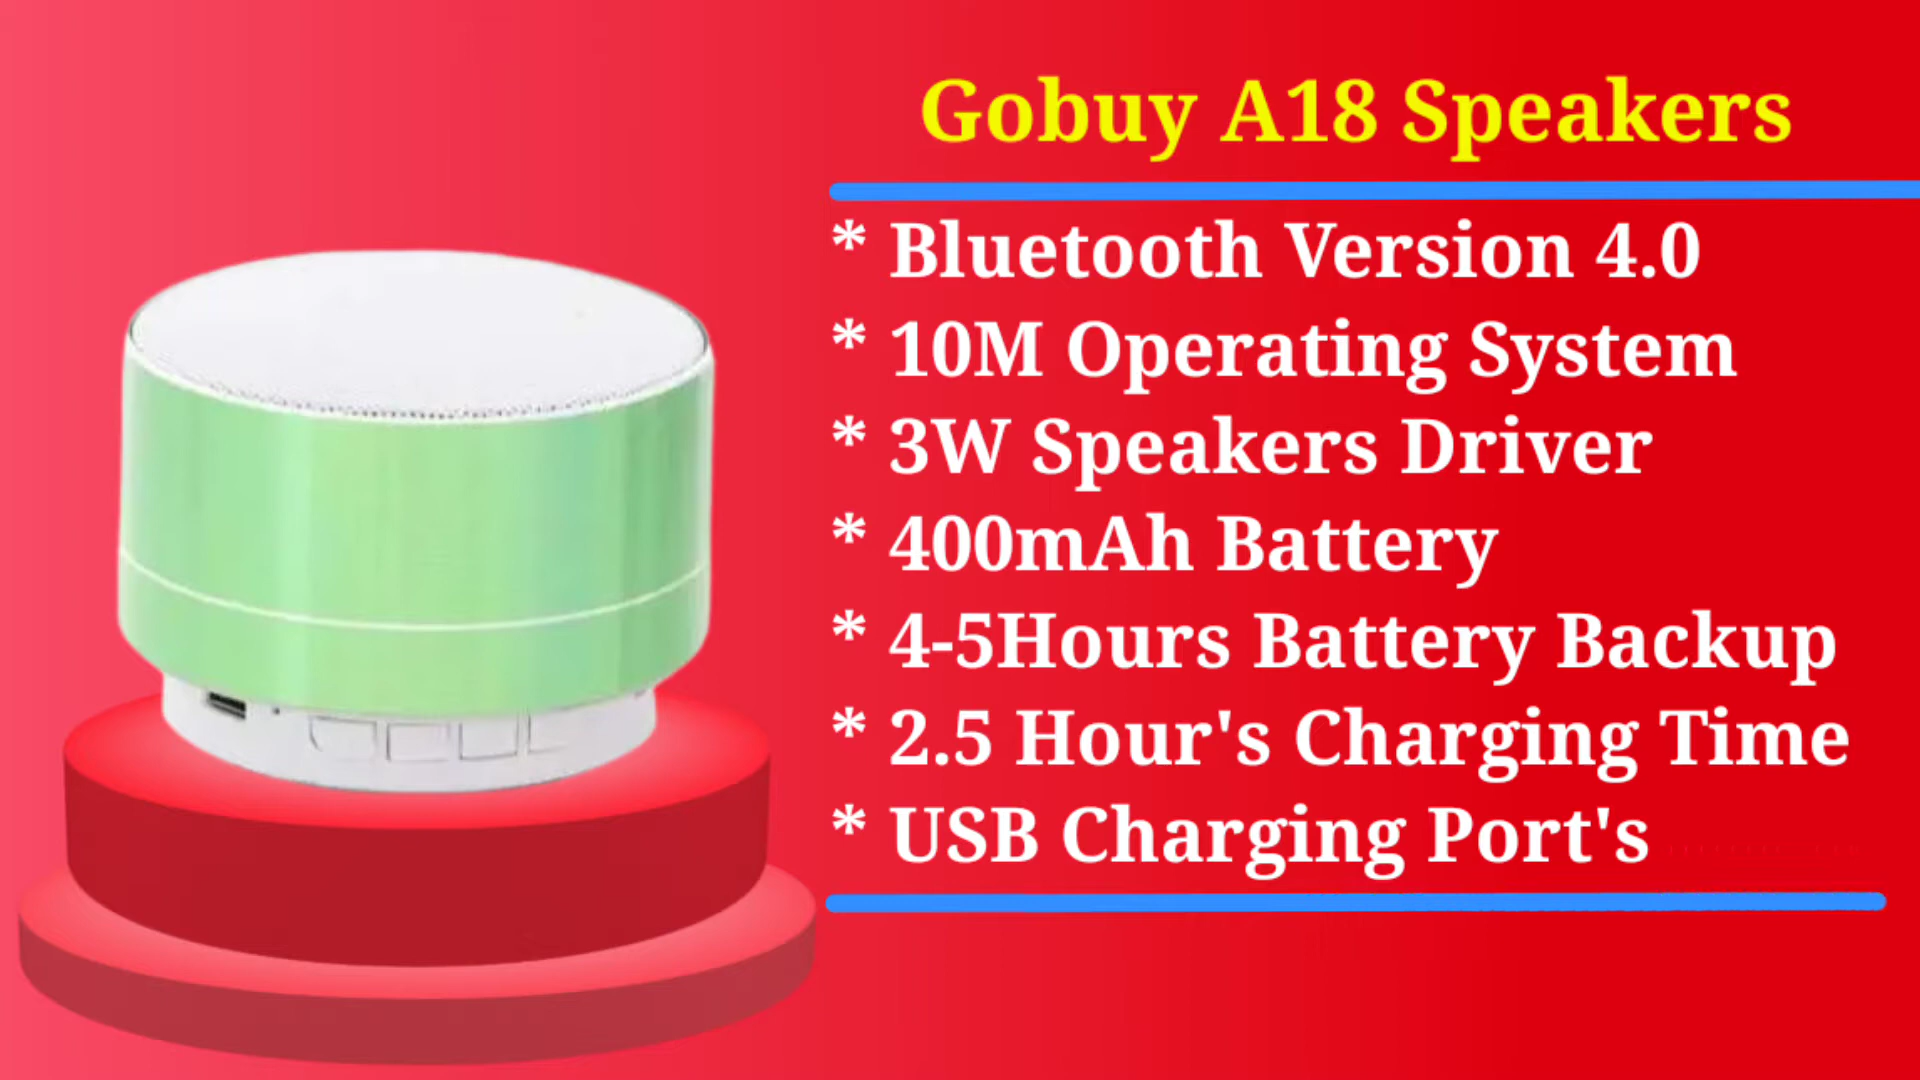 Gobuy A18 Speakers
* Bluetooth Version 4.0
* 10M Operating System
* 3W Speakers Driver
* 400mAh Battery
* 4-5Hours Battery Backup
* 2.5 Hour's Charging Time
* USB Charging Port's